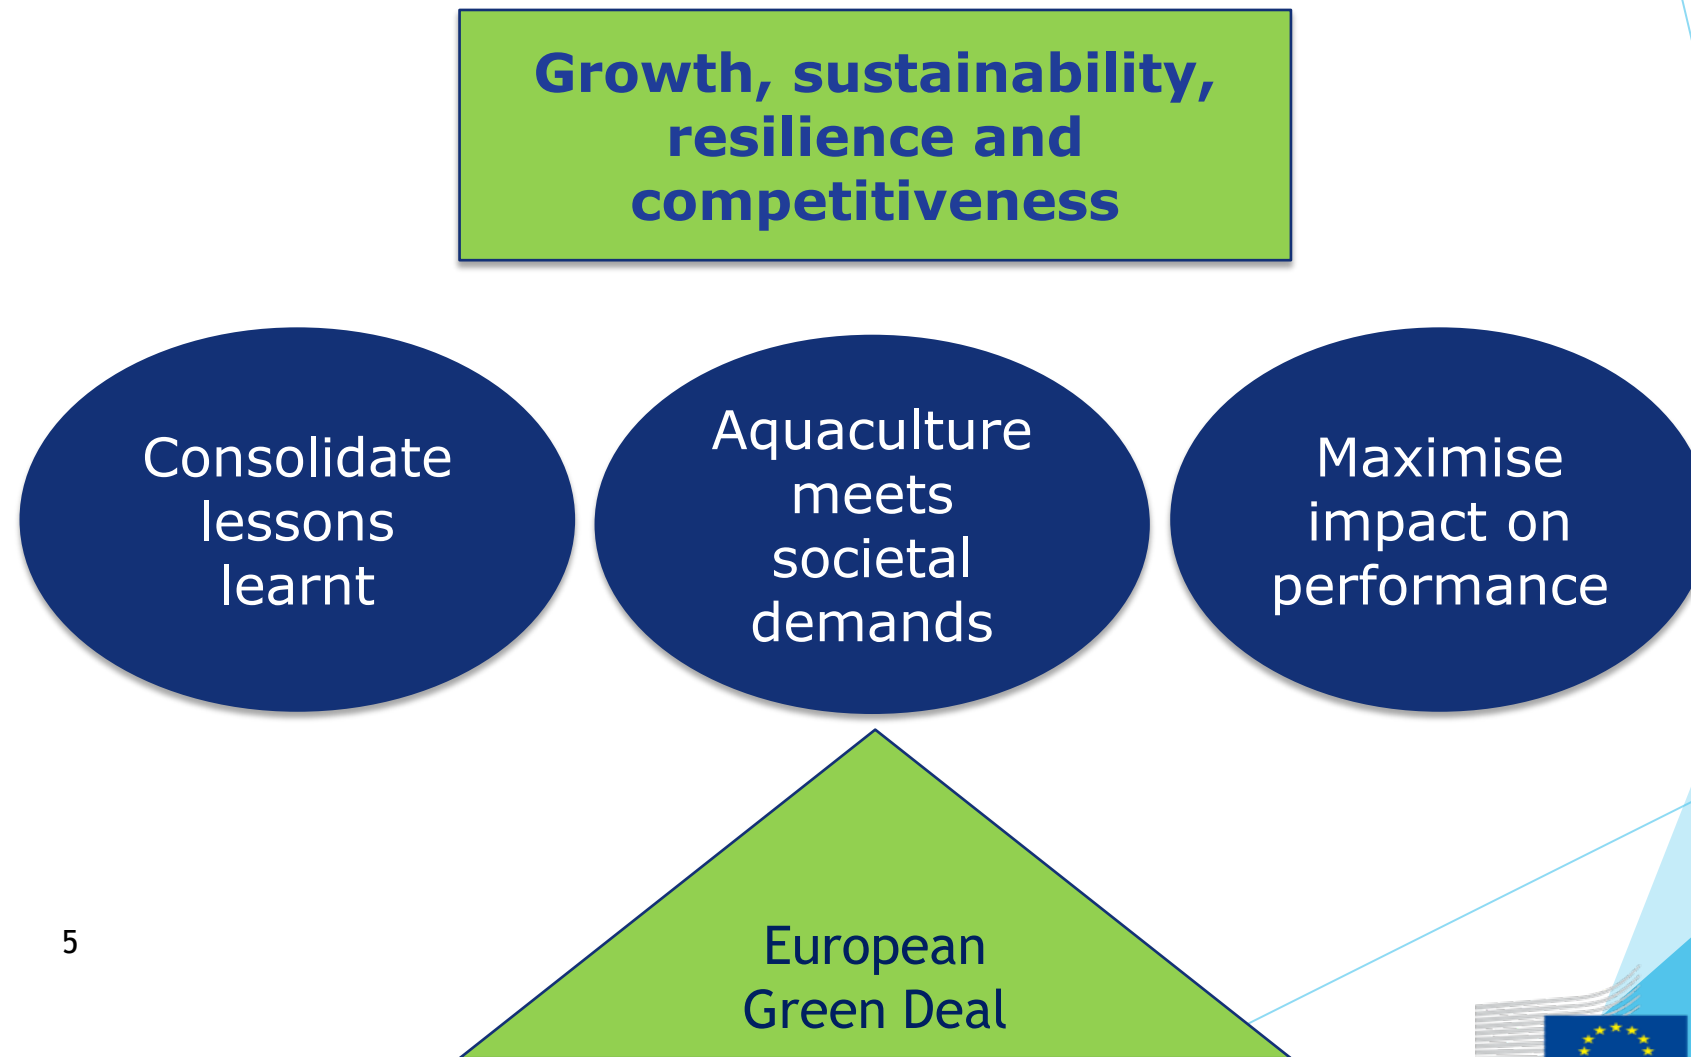 Growth, sustainability,
resilience and
competitiveness
Consolidate
lessons
learnt
Aquaculture
meets
societal
demands
Maximise
impact on
performance
European
Green Deal
5